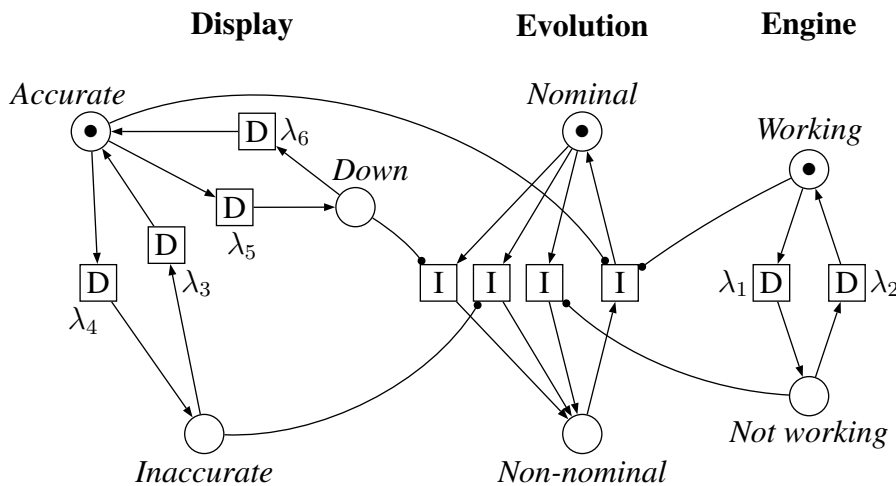 Display Evolution Engine
Accurate Nominal
Working
D λ6
Down
D λ5
D λ3
D λ4
I I I I
λ1 D D λ2
Not working
Inaccurate Non-nominal